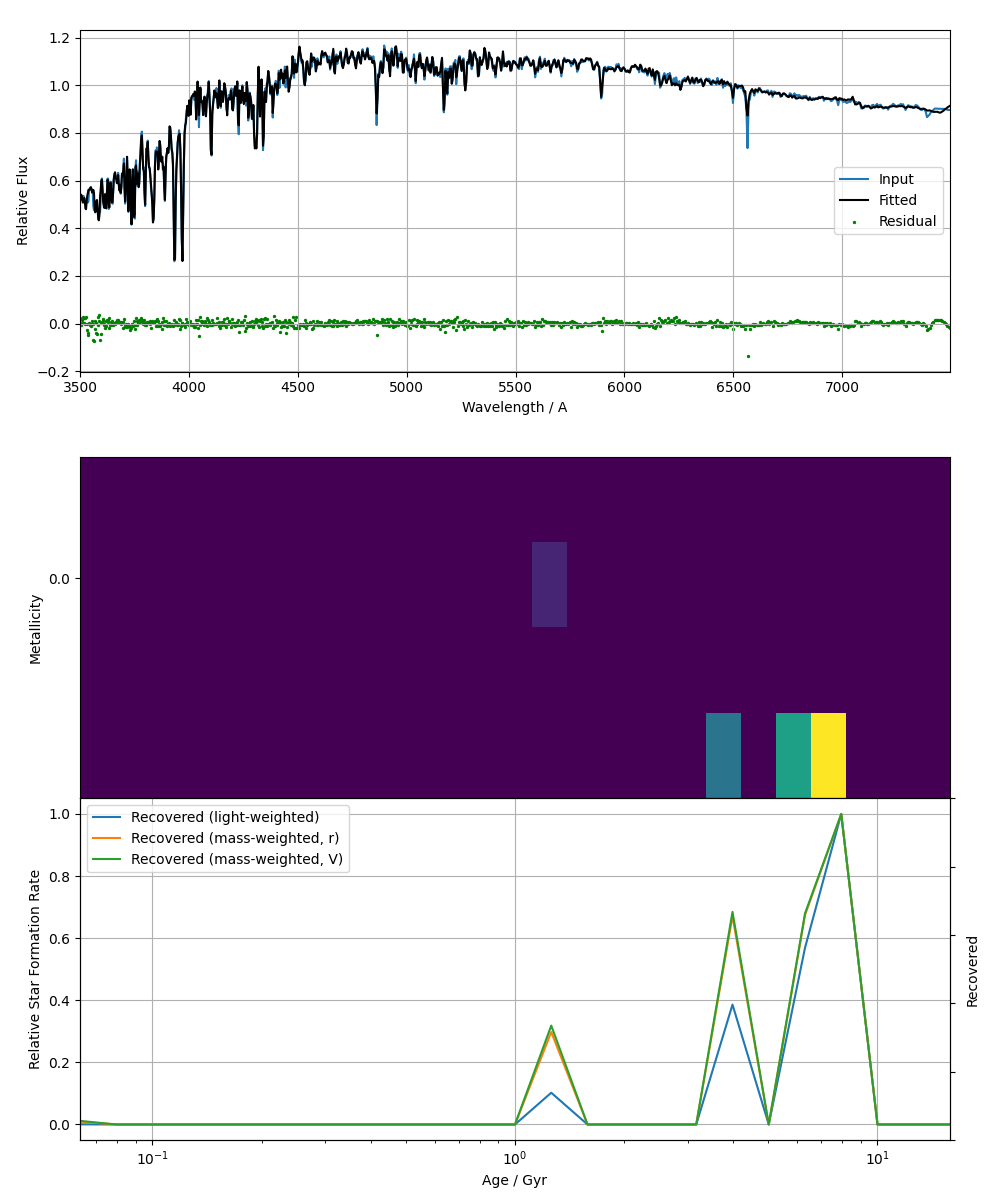 1.2
1.0
0.8
0.6
0.4
0.2
0.0
−0.2
Relative Flux
Input
Fitted
Residual
3500 4000 4500 5000 5500 6000 6500 7000
Wavelength / A
0.0
Metallicity
1.0
0.8
0.6
0.4
0.2
0.0
Relative Star Formation Rate
Recovered (light-weighted)
Recovered (mass-weighted, r)
Recovered (mass-weighted, V)
Recovered
10⁻¹ 10⁰ 10¹
Age / Gyr